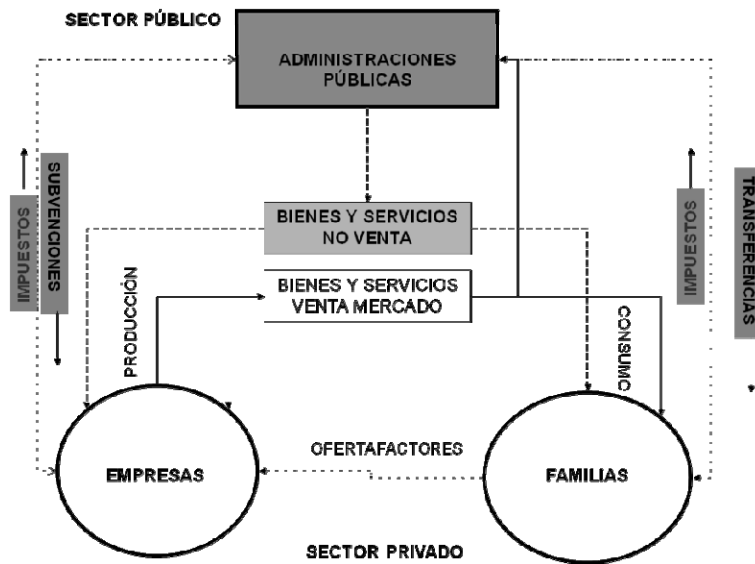 SECTOR PÚBLICO
ADMINISTRACIONES
PÚBLICAS
IMPUESTOS
SUBVENCIONES
IMPUESTOS
TRANSFERENCIAS
BIENES Y SERVICIOS
NO VENTA
BIENES Y SERVICIOS
VENTA MERCADO
PRODUCCIÓN
CONSUMO
OFERTAFACTORES
EMPRESAS
FAMILIAS
SECTOR PRIVADO